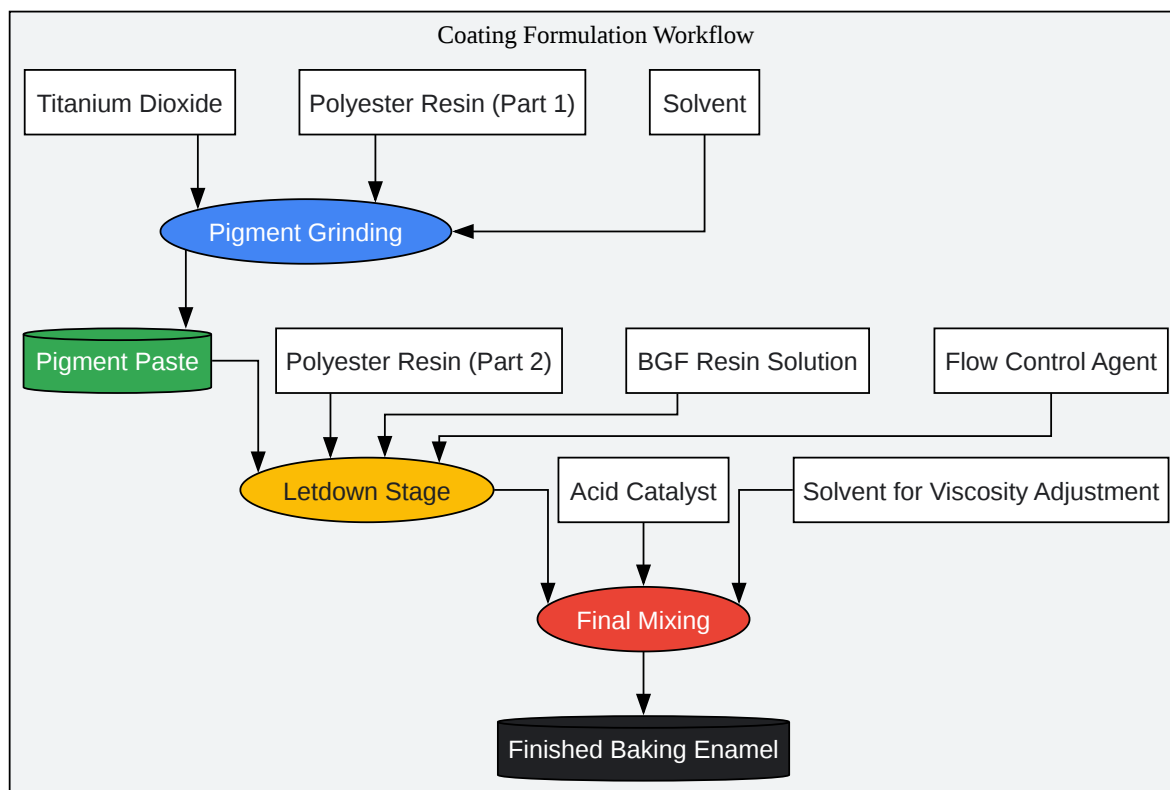 Coating Formulation Workflow
Titanium Dioxide
Polyester Resin (Part 1)
Solvent
Pigment Grinding
Pigment Paste
Polyester Resin (Part 2)
BGF Resin Solution
Flow Control Agent
Letdown Stage
Acid Catalyst
Solvent for Viscosity Adjustment
Final Mixing
Finished Baking Enamel